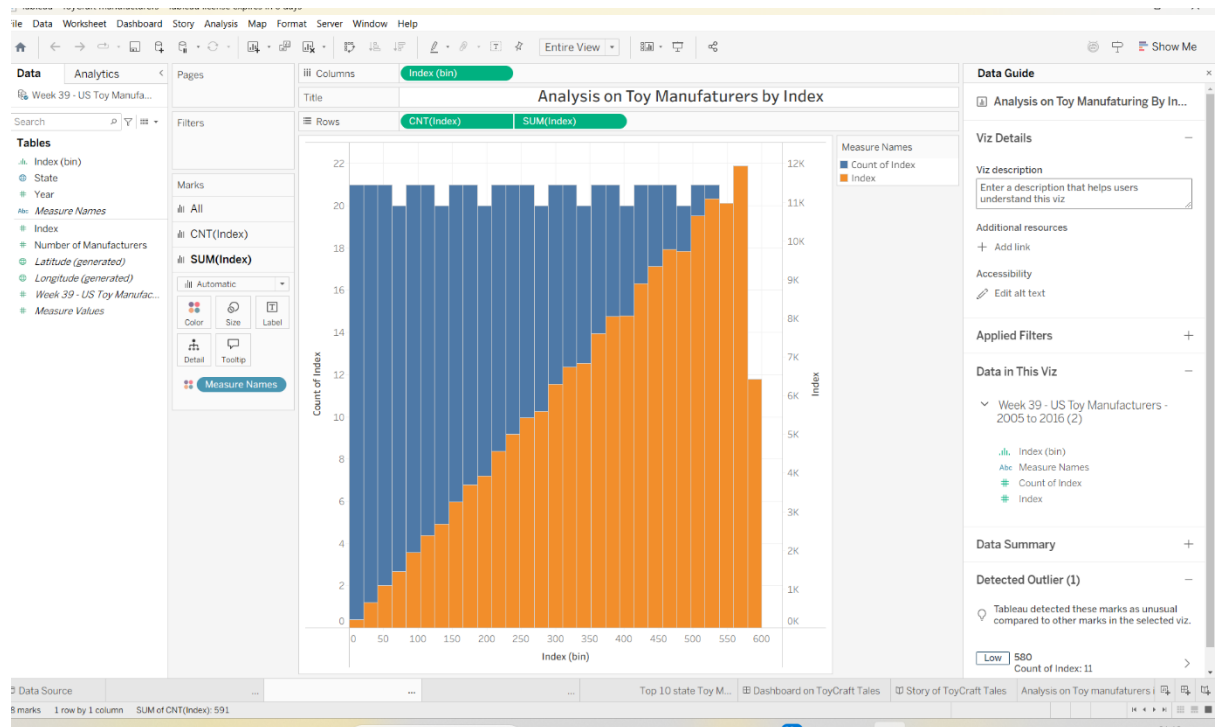 File Data Worksheet Dashboard Story Analysis Map Format Server Window Help
Entire View
Show Me
Data Analytics
Week 39 - US Toy Manufa...
Search
Tables
Index (bin)
State
Year
Abc Measure Names
# Index
# Number of Manufacturers
Latitude (generated)
Longitude (generated)
# Week 39 - US Toy Manufac...
# Measure Values
Pages
Filters
Marks
All
CNT(Index)
SUM(Index)
Automatic
Color Size Label
Detail Tooltip
Measure Names
iii Columns Index (bin)
Title Analysis on Toy Manufaturers by Index
Rows CNT(Index) SUM(Index)
Count of Index
22
20
18
16
14
12
10
8
6
4
2
0
12K
11K
10K
9K
8K
7K
6K
5K
4K
3K
2K
1K
0K
Index
0 50 100 150 200 250 300 350 400 450 500 550 600
Index (bin)
Measure Names
Count of Index
Index
Data Guide
Analysis on Toy Manufaturing By In...
Viz Details
Viz description
Enter a description that helps users
understand this viz
Additional resources
+ Add link
Accessibility
Edit alt text
Applied Filters +
Data in This Viz
Week 39 - US Toy Manufacturers -
2005 to 2016 (2)
Index (bin)
Abc Measure Names
# Count of Index
# Index
Data Summary +
Detected Outlier (1)
Tableau detected these marks as unusual
compared to other marks in the selected viz.
Low 580
Count of Index: 11
Data Source ... ... ... Top 10 state Toy M... Dashboard on ToyCraft Tales Story of ToyCraft Tales Analysis on Toy manufaturers i
8 marks 1 row by 1 column SUM of CNT(Index): 591